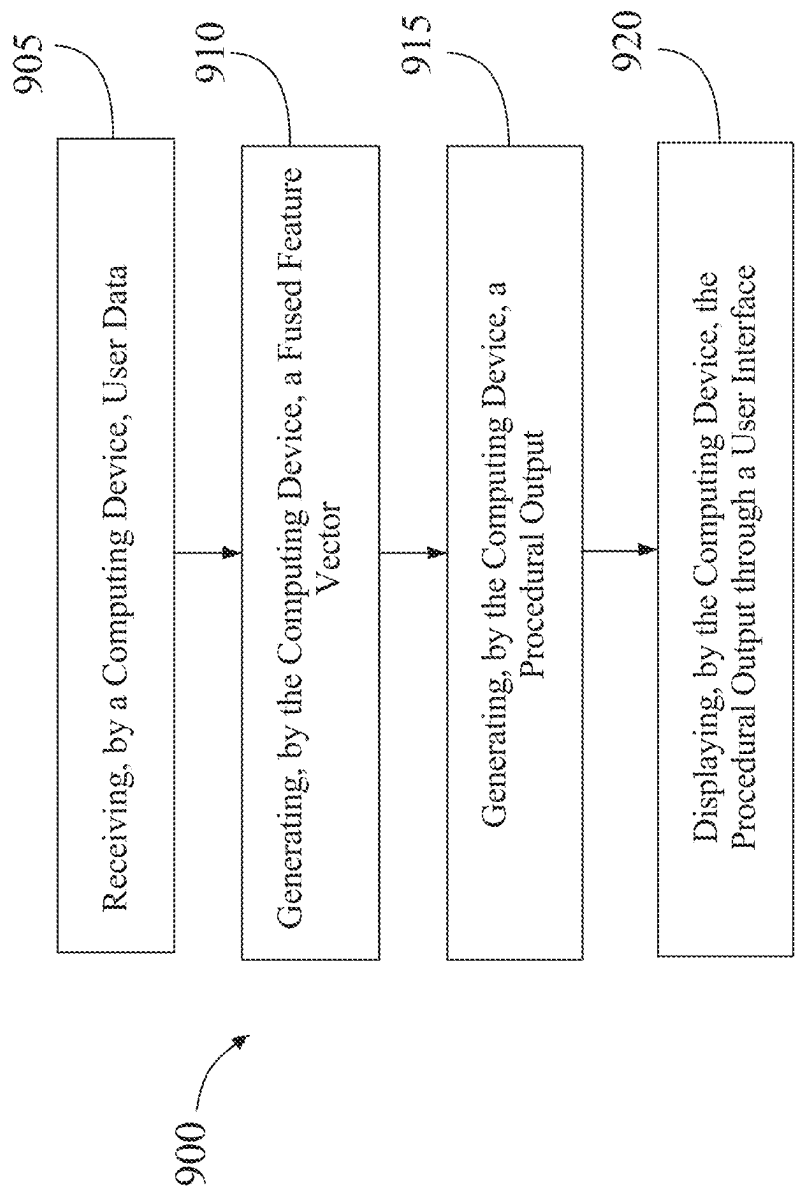 900
905
Receiving, by a Computing Device, User Data
910
Generating, by the Computing Device, a Fused Feature
Vector
915
Generating, by the Computing Device, a
Procedural Output
920
Displaying, by the Computing Device, the
Procedural Output through a User Interface